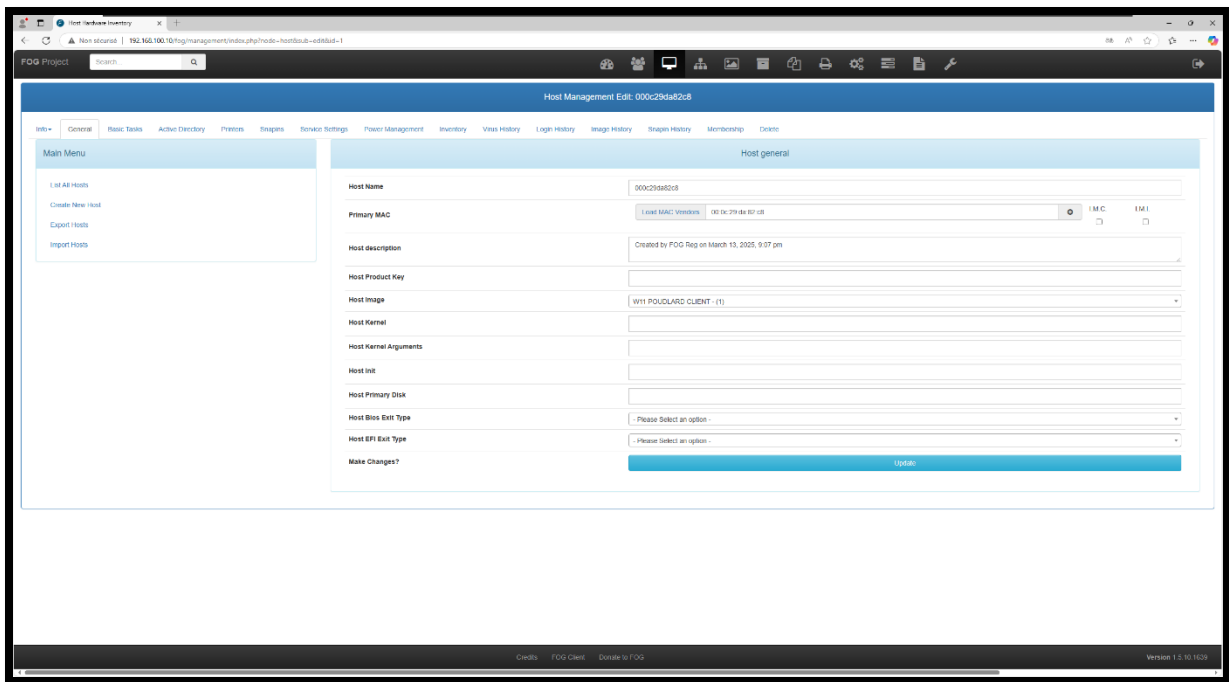 Host Hardware Inventory
Non sécurisé 192.168.100.10/fog/management/index.php?node=host&sub=edit&id=1
FOG Project Search...
Host Management Edit: 000c29da82c8
Info General Basic Tasks Active Directory Printers Snapins Service Settings Power Management Inventory Virus History Login History Image History Snapin History Membership Delete
Main Menu
Host general
List All Hosts
Create New Host
Export Hosts
Import Hosts
Host Name 000c29da82c8
Primary MAC Load MAC Vendors 00:0c:29:da:82:c8 I.M.C. I.M.I.
Host description Created by FOG Reg on March 13, 2025, 9:07 pm
Host Product Key
Host Image W11 POUDLARD CLIENT - (1)
Host Kernel
Host Kernel Arguments
Host Init
Host Primary Disk
Host Bios Exit Type - Please Select an option -
Host EFI Exit Type - Please Select an option -
Make Changes? Update
Credits FOG Client Donate to FOG Version 1.5.10.1639